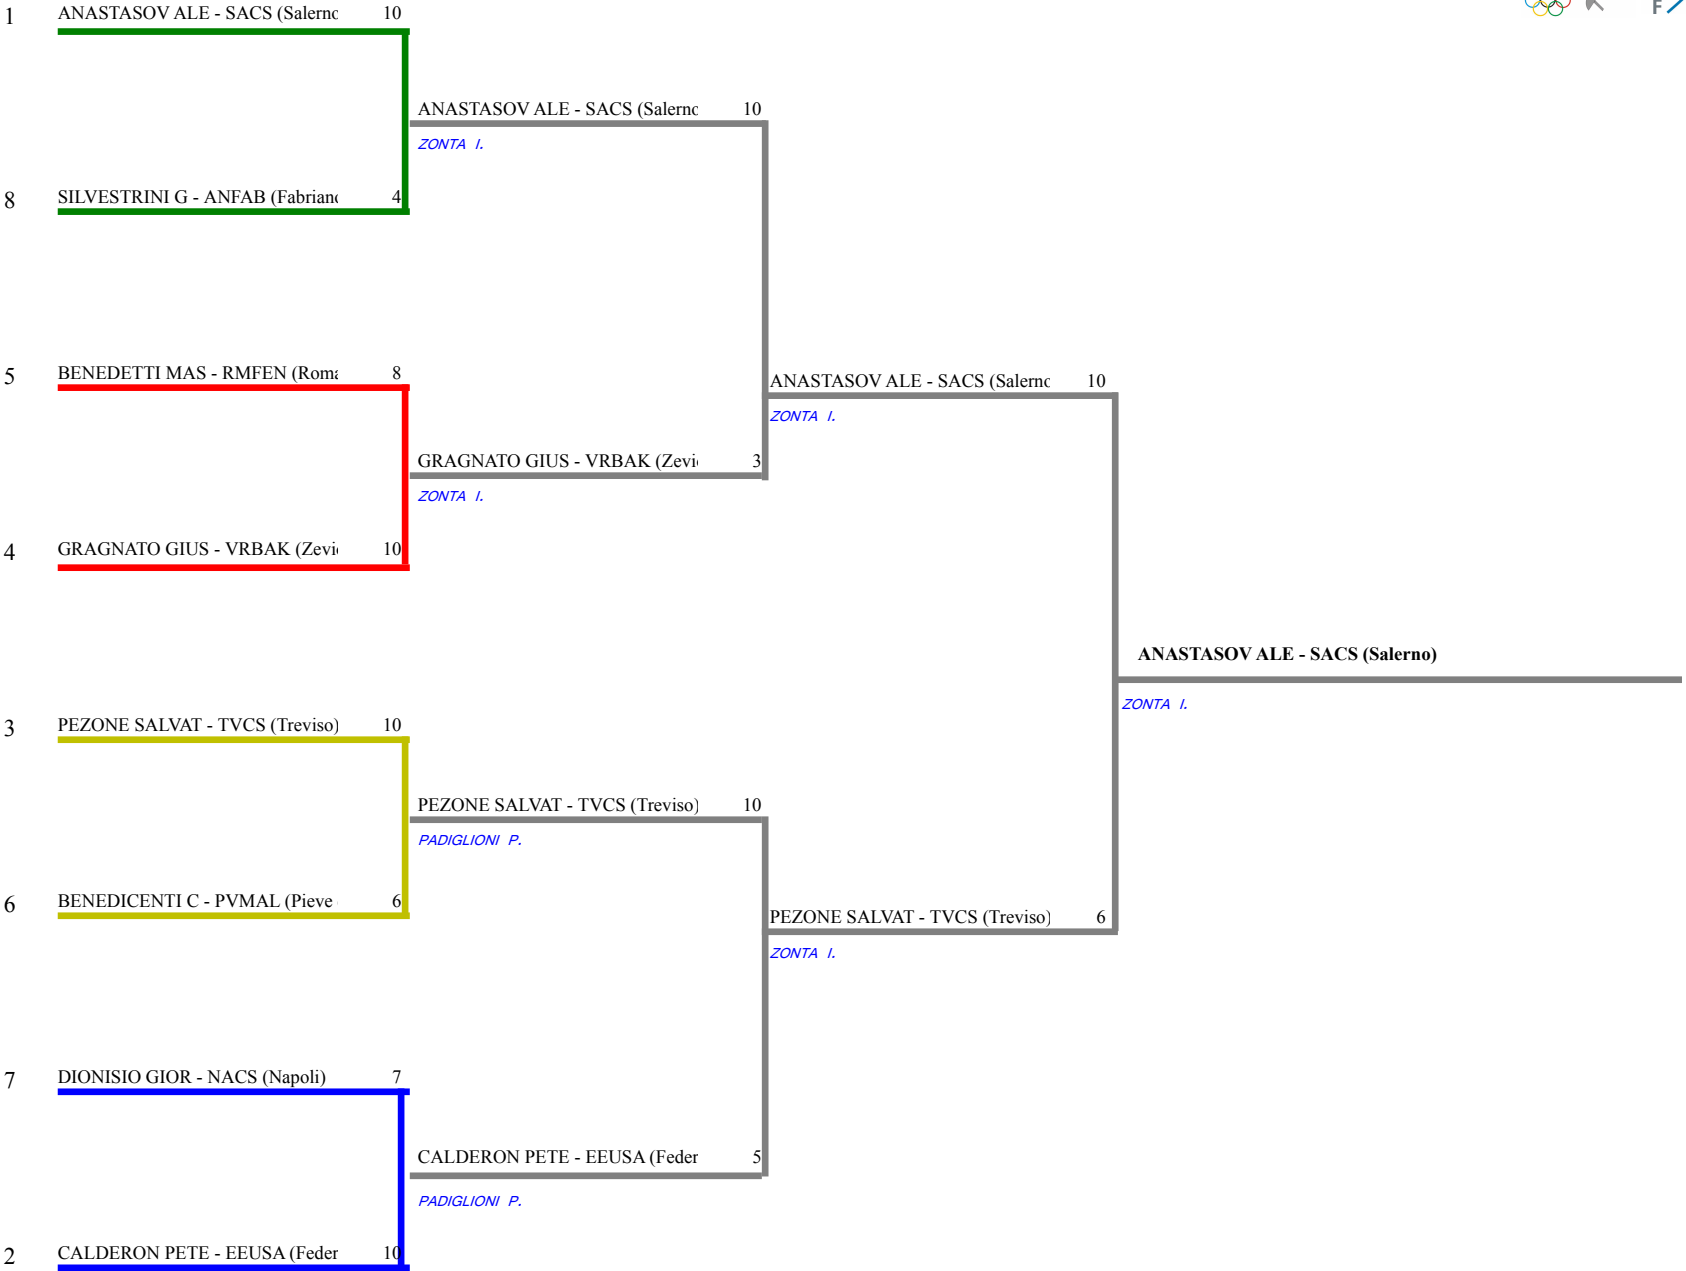 1 ANASTASOV ALE - SACS (Salerno 10
ANASTASOV ALE - SACS (Salerno 10
ZONTA I.
8 SILVESTRINI G - ANFAB (Fabriano 4
5 BENEDETTI MAS - RMFEN (Roma 8
ANASTASOV ALE - SACS (Salerno 10
ZONTA I.
GRAGNATO GIUS - VRBAK (Zevi 3
ZONTA I.
4 GRAGNATO GIUS - VRBAK (Zevi 10
ANASTASOV ALE - SACS (Salerno)
ZONTA I.
3 PEZONE SALVAT - TVCS (Treviso) 10
PEZONE SALVAT - TVCS (Treviso) 10
PADIGLIONI P.
6 BENEDICENTI C - PVMAL (Pieve 6
PEZONE SALVAT - TVCS (Treviso) 6
ZONTA I.
7 DIONISIO GIOR - NACS (Napoli) 7
CALDERON PETE - EEUSA (Feder 5
PADIGLIONI P.
2 CALDERON PETE - EEUSA (Feder 10